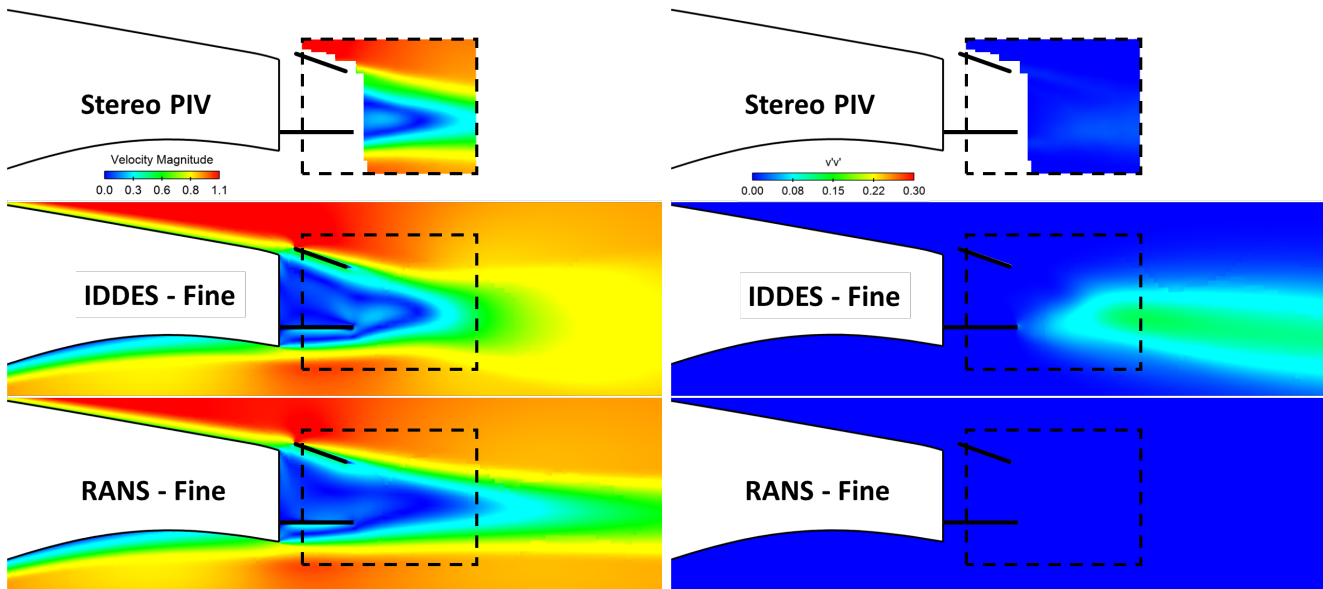 Stereo PIV
Velocity Magnitude
0.0 0.3 0.6 0.8 1.1
Stereo PIV
v'v'
0.00 0.08 0.15 0.22 0.30
IDDES - Fine
IDDES - Fine
RANS - Fine
RANS - Fine